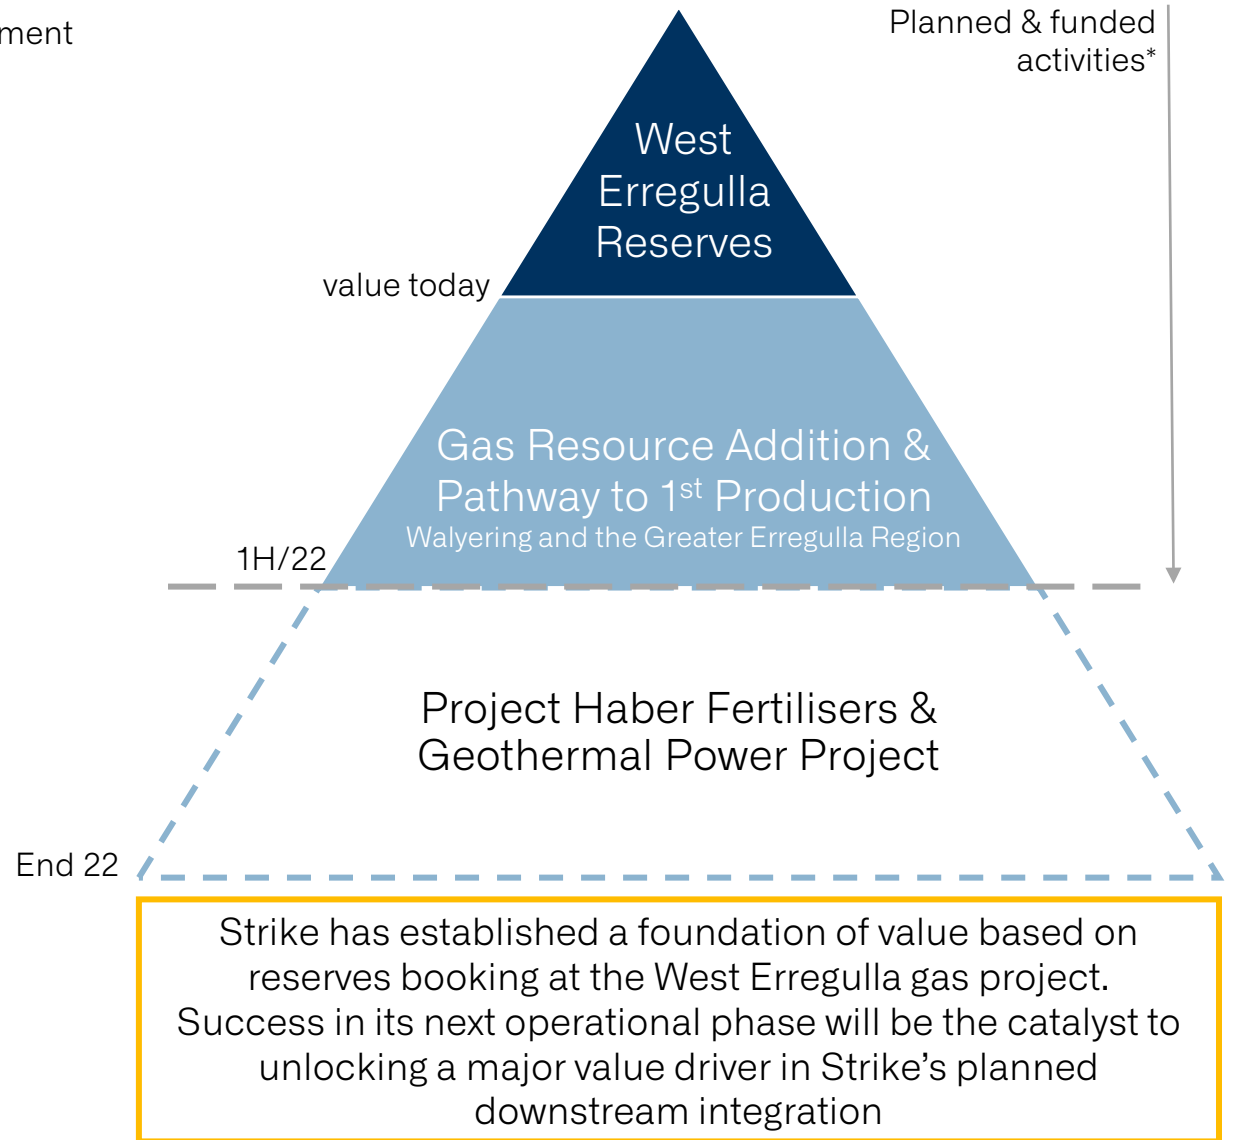 Planned & funded
activities*
West
Erregulla
Reserves
value today
Gas Resource Addition &
Pathway to 1st Production
Walyering and the Greater Erregulla Region
1H/22
Project Haber Fertilisers &
Geothermal Power Project
End 22
Strike has established a foundation of value based on
reserves booking at the West Erregulla gas project.
Success in its next operational phase will be the catalyst to
unlocking a major value driver in Strike’s planned
downstream integration